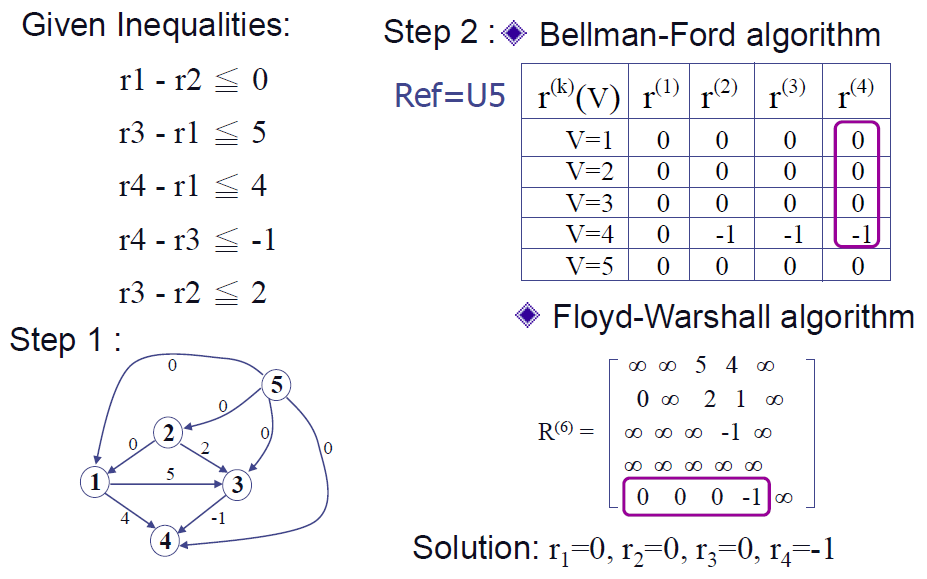 Given Inequalities:
r1 - r2 ≦ 0
r3 - r1 ≦ 5
r4 - r1 ≦ 4
r4 - r3 ≦ -1
r3 - r2 ≦ 2
Step 1 :
0
5
0
2
0
0
0
2
1
5
3
4
-1
4
Step 2 : Bellman-Ford algorithm
Ref=U5
r(k)(V) r(1) r(2) r(3) r(4)
V=1 0 0 0 0
V=2 0 0 0 0
V=3 0 0 0 0
V=4 0 -1 -1 -1
V=5 0 0 0 0
Floyd-Warshall algorithm
R(6) =
∞ ∞ 5 4 ∞
0 ∞ 2 1 ∞
∞ ∞ ∞ -1 ∞
∞ ∞ ∞ ∞ ∞
0 0 0 -1 ∞
Solution: r1=0, r2=0, r3=0, r4=-1